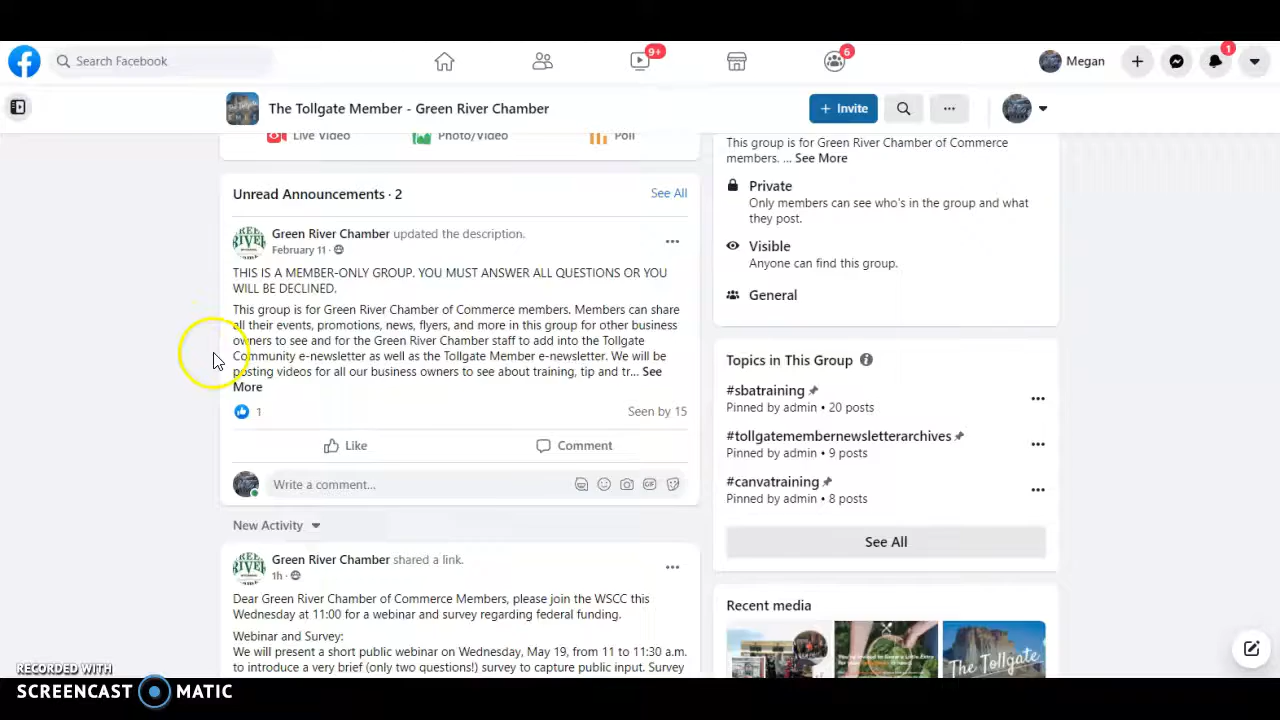 Search Facebook
9+
6
Megan
1
The Tollgate Member - Green River Chamber
+ Invite
Live Video
Photo/Video
Poll
Unread Announcements · 2
See All
Green River Chamber updated the description.
February 11 ·
THIS IS A MEMBER-ONLY GROUP. YOU MUST ANSWER ALL QUESTIONS OR YOU
WILL BE DECLINED.
This group is for Green River Chamber of Commerce members. Members can share
all their events, promotions, news, flyers, and more in this group for other business
owners to see and for the Green River Chamber staff to add into the Tollgate
Community e-newsletter as well as the Tollgate Member e-newsletter. We will be
posting videos for all our business owners to see about training, tip and tr... See
More
1
Seen by 15
Like
Comment
Write a comment...
GIF
New Activity
Green River Chamber shared a link.
1h ·
Dear Green River Chamber of Commerce Members, please join the WSCC this
Wednesday at 11:00 for a webinar and survey regarding federal funding.
Webinar and Survey:
We will present a short public webinar on Wednesday, May 19, from 11 to 11:30 a.m.
to introduce a very brief (only two questions!) survey to capture public input. Survey
This group is for Green River Chamber of Commerce
members. ... See More
Private
Only members can see who's in the group and what
they post.
Visible
Anyone can find this group.
General
Topics in This Group
#sbatraining
Pinned by admin • 20 posts
#tollgatemembernewsletterarchives
Pinned by admin • 9 posts
#canvatraining
Pinned by admin • 8 posts
See All
Recent media
The Tollgate
RECORDED WITH
SCREENCAST MATIC